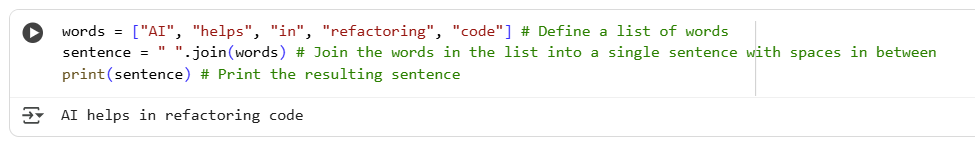 words = ["AI", "helps", "in", "refactoring", "code"] # Define a list of words
sentence = " ".join(words) # Join the words in the list into a single sentence with spaces in between
print(sentence) # Print the resulting sentence
AI helps in refactoring code